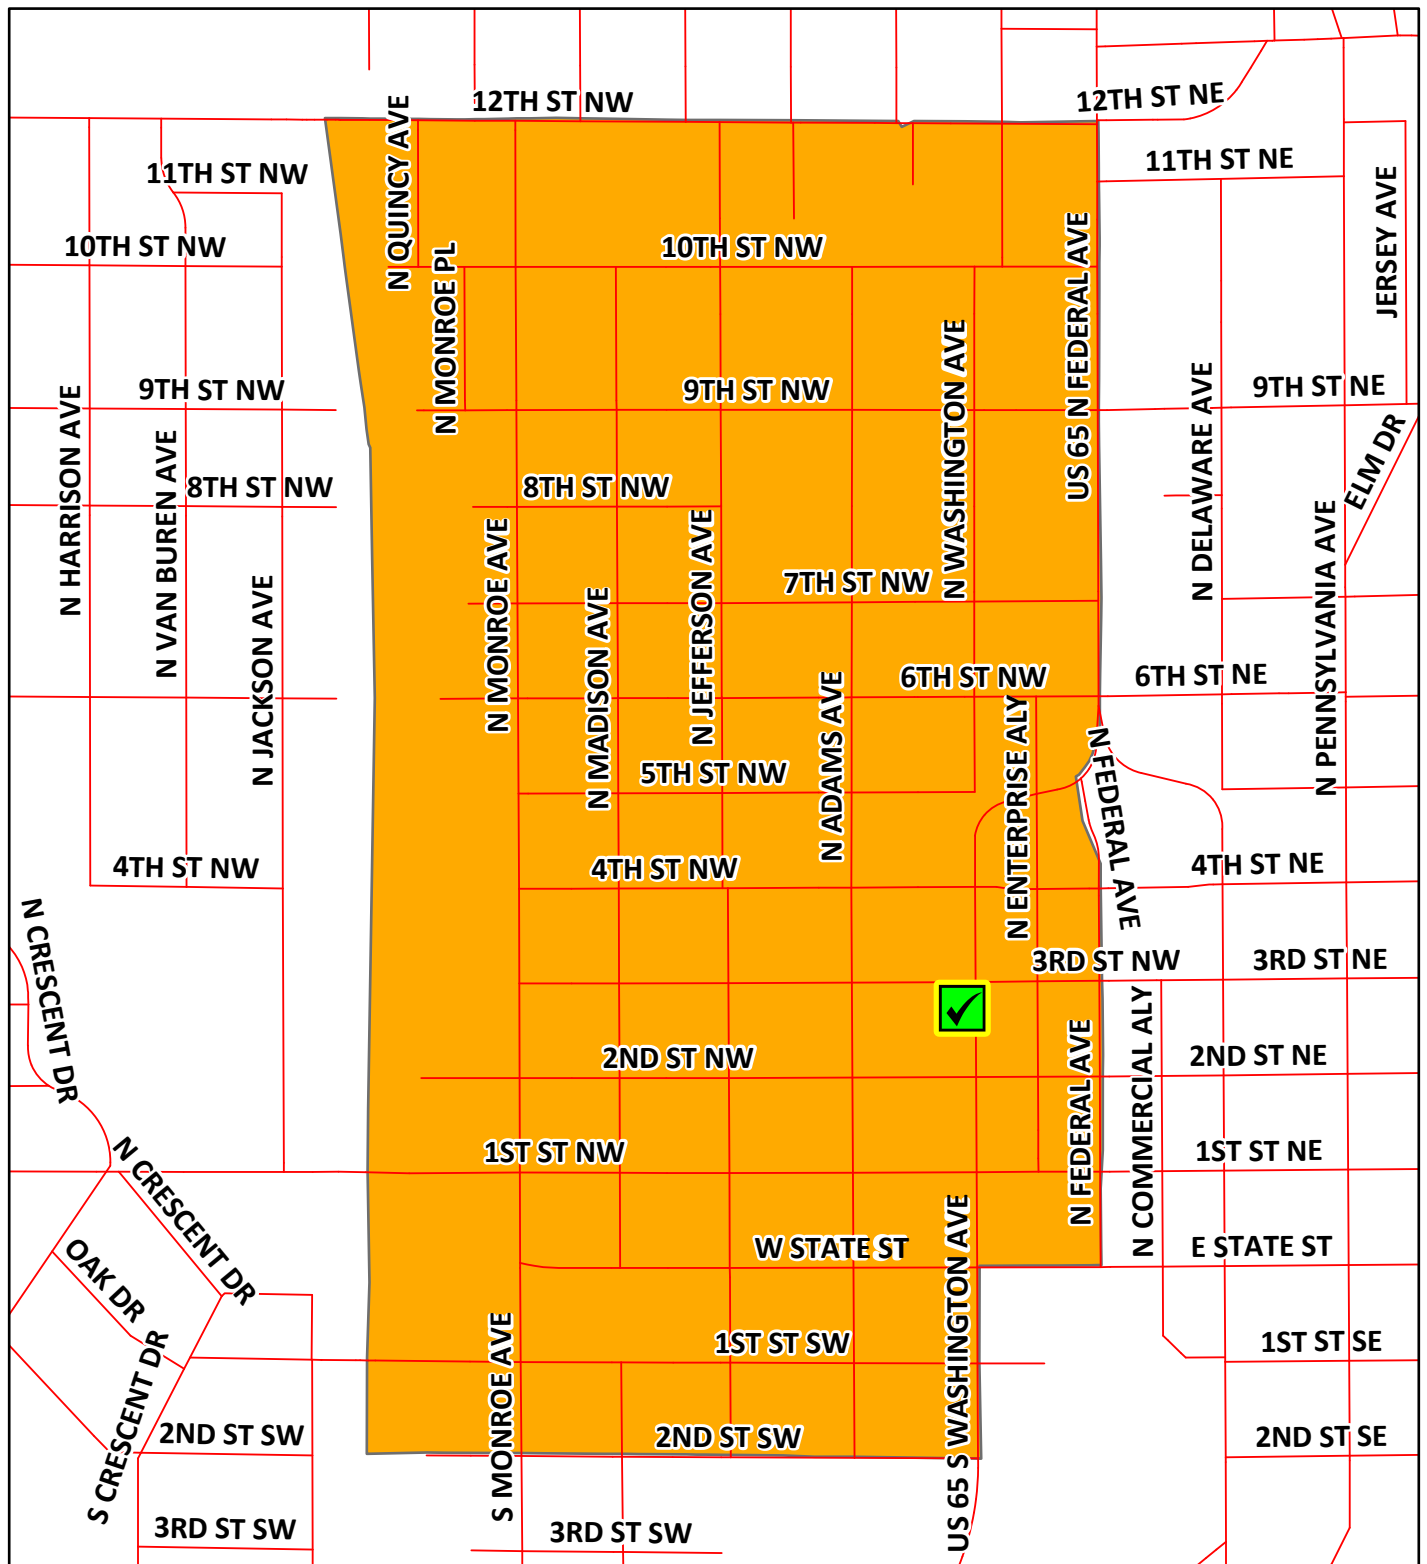 12TH ST NW
12TH ST NE
N QUINCY AVE
11TH ST NW
11TH ST NE
JERSEY AVE
10TH ST NW
10TH ST NW
US 65 N FEDERAL AVE
N MONROE PL
N WASHINGTON AVE
9TH ST NW
9TH ST NW
9TH ST NE
N HARRISON AVE
N VAN BUREN AVE
N DELAWARE AVE
ELM DR
8TH ST NW
8TH ST NW
N MONROE AVE
N JEFFERSON AVE
N PENNSYLVANIA AVE
7TH ST NW
N JACKSON AVE
N MADISON AVE
6TH ST NW
6TH ST NE
N ADAMS AVE
N ENTERPRISE ALY
N FEDERAL AVE
5TH ST NW
4TH ST NW
4TH ST NW
4TH ST NE
N CRESCENT DR
3RD ST NW
3RD ST NE
N COMMERCIAL ALY
N FEDERAL AVE
2ND ST NW
2ND ST NE
N CRESCENT DR
1ST ST NW
1ST ST NE
US 65 S WASHINGTON AVE
W STATE ST
E STATE ST
OAK DR
S MONROE AVE
S CRESCENT DR
1ST ST SW
1ST ST SE
2ND ST SW
2ND ST SW
2ND ST SE
3RD ST SW
3RD ST SW